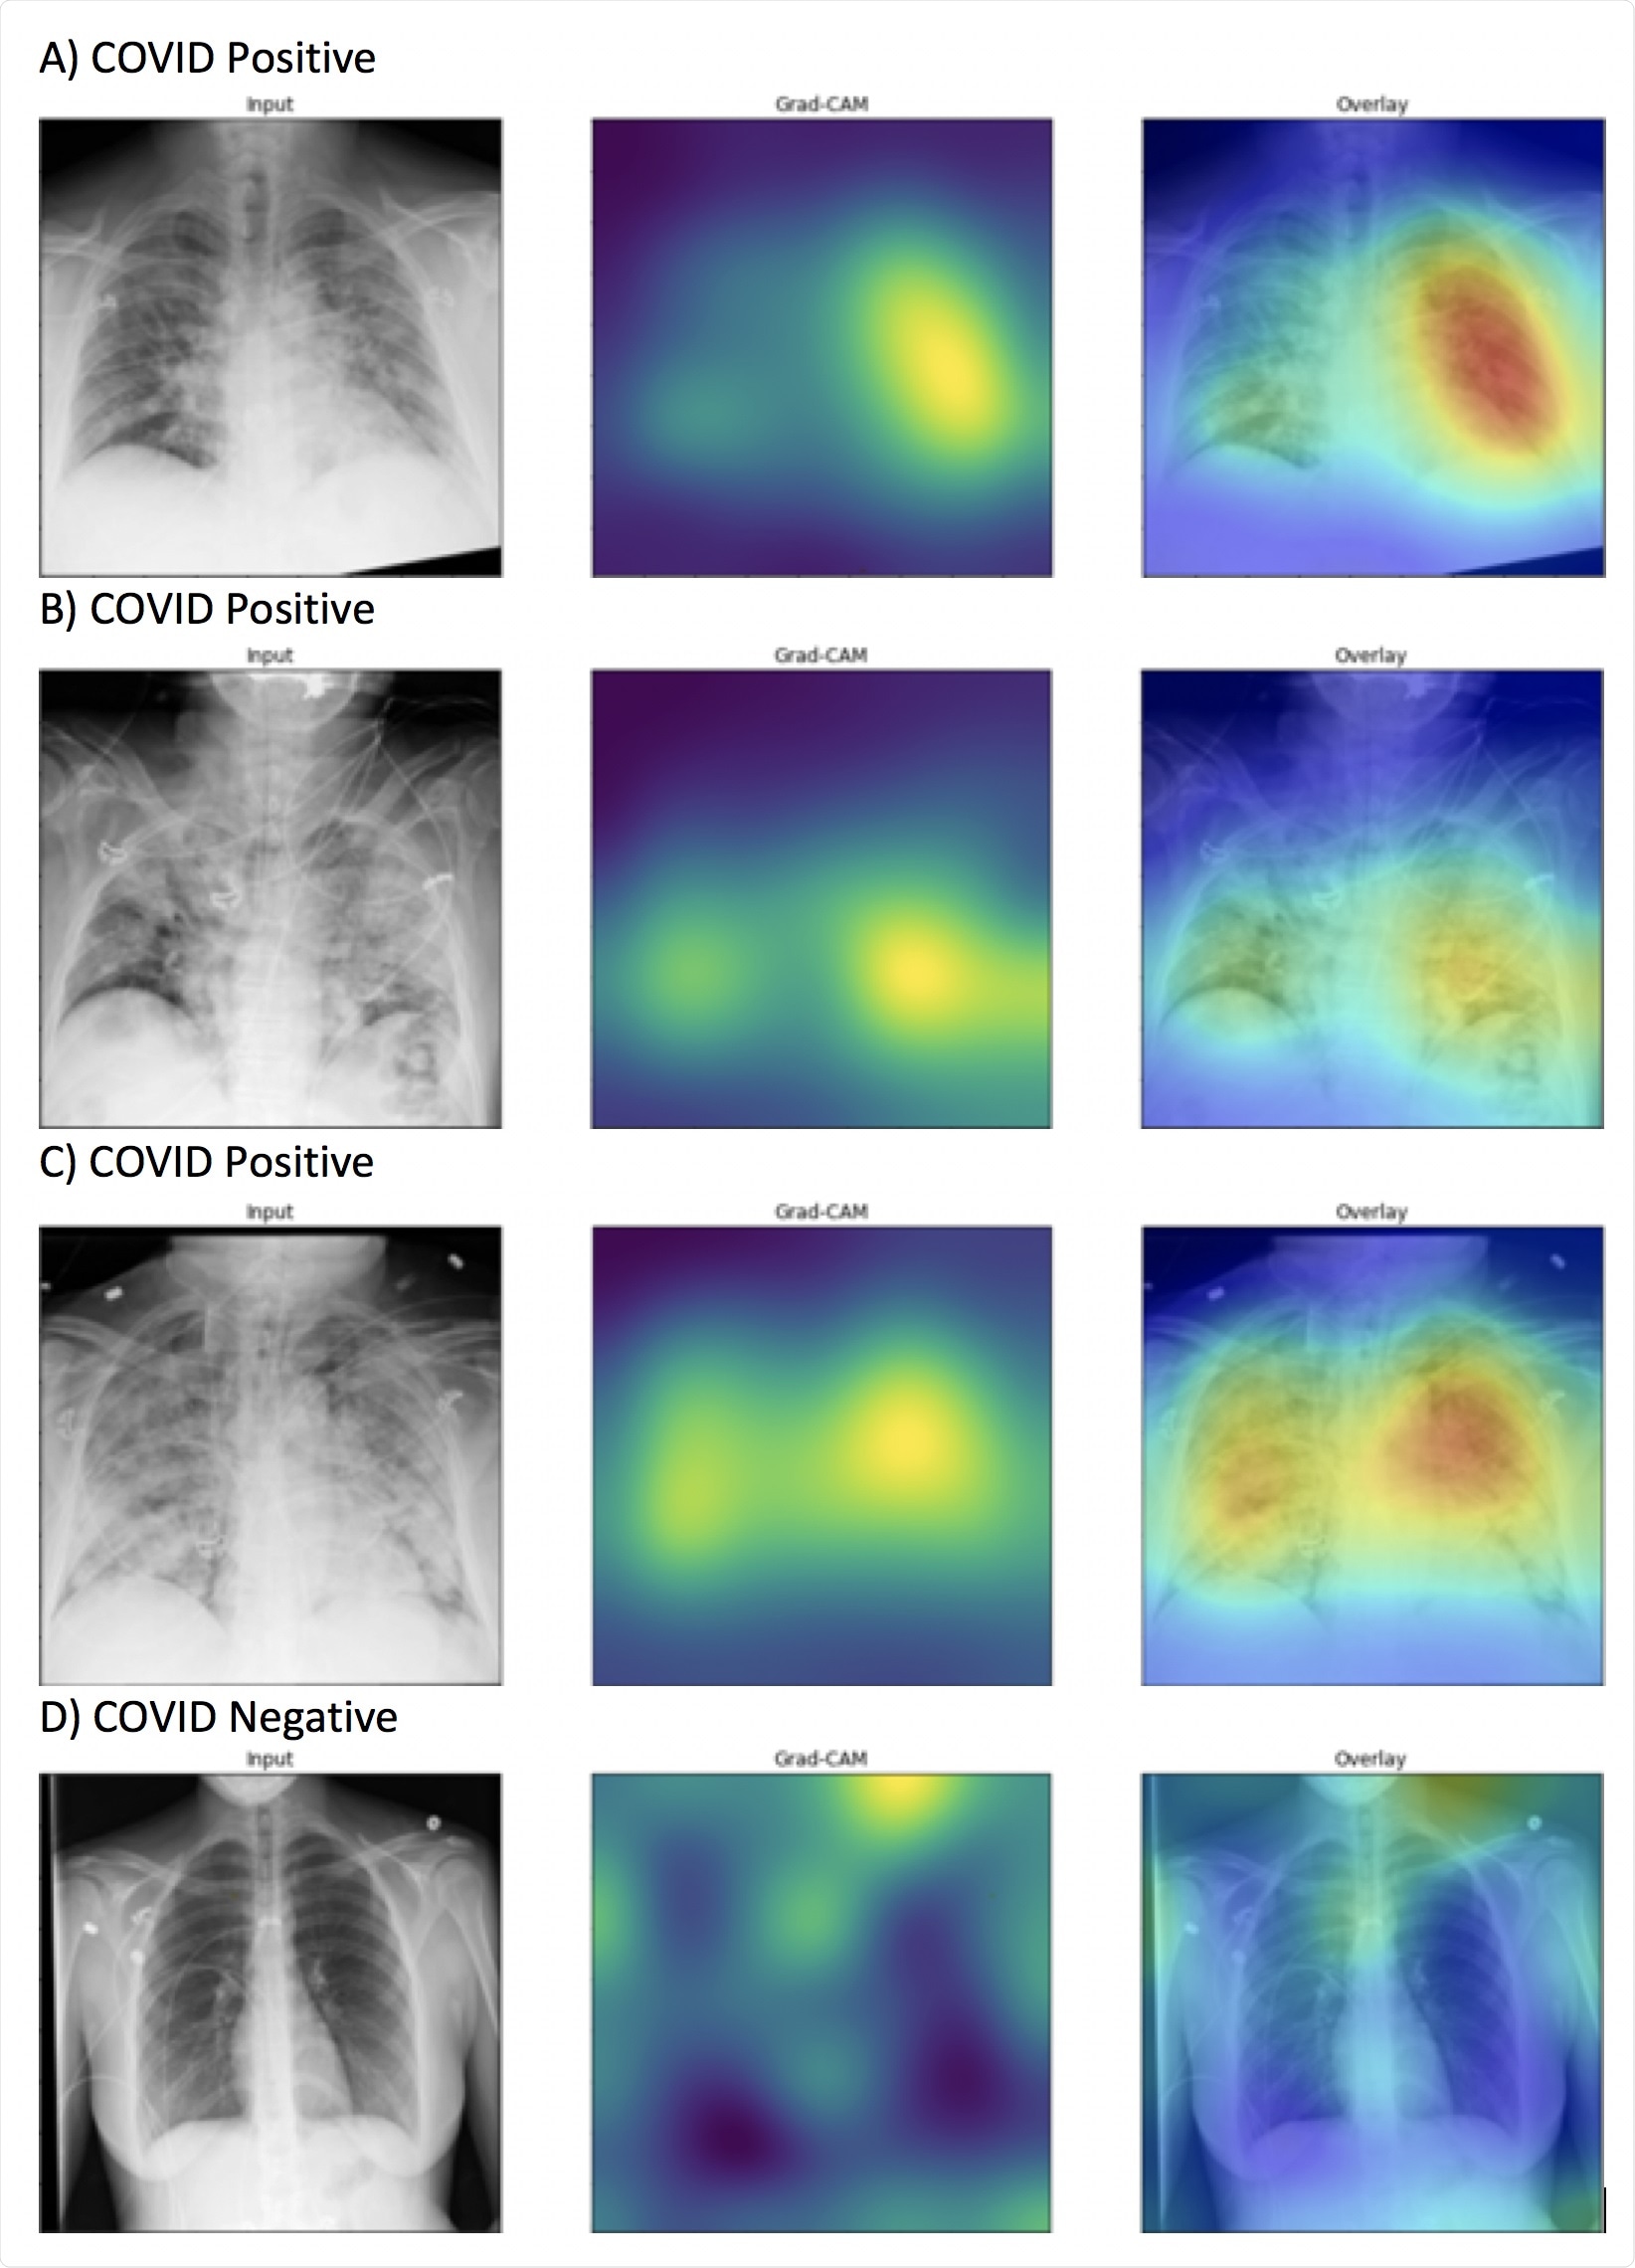 A) COVID Positive
Input Grad-CAM Overlay
B) COVID Positive
Input Grad-CAM Overlay
C) COVID Positive
Input Grad-CAM Overlay
D) COVID Negative
Input Grad-CAM Overlay